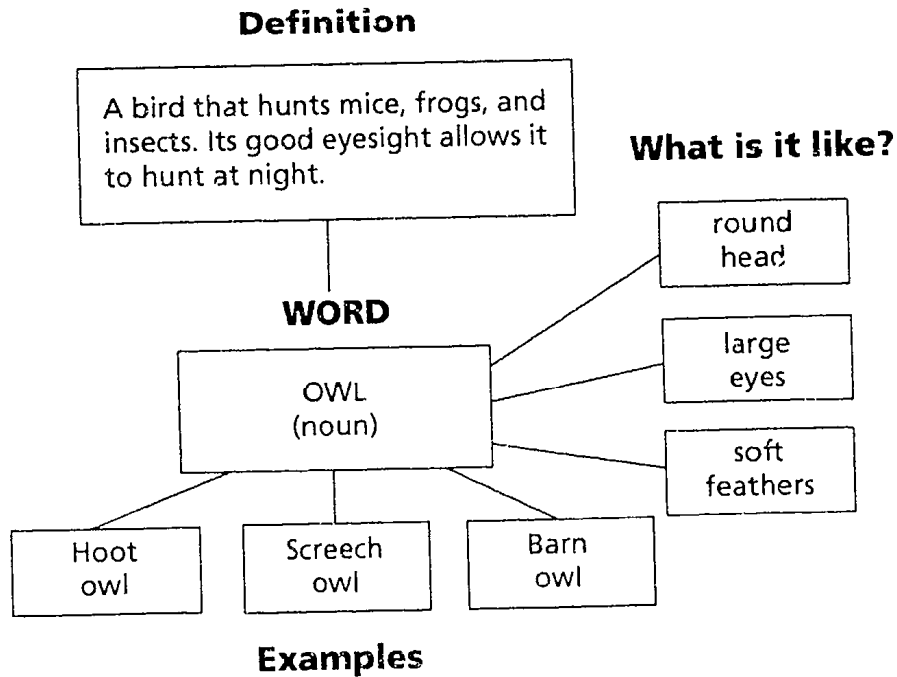 Definition
A bird that hunts mice, frogs, and
insects. Its good eyesight allows it
to hunt at night.
What is it like?
round
head
large
eyes
soft
feathers
WORD
OWL
(noun)
Hoot
owl
Screech
owl
Barn
owl
Examples